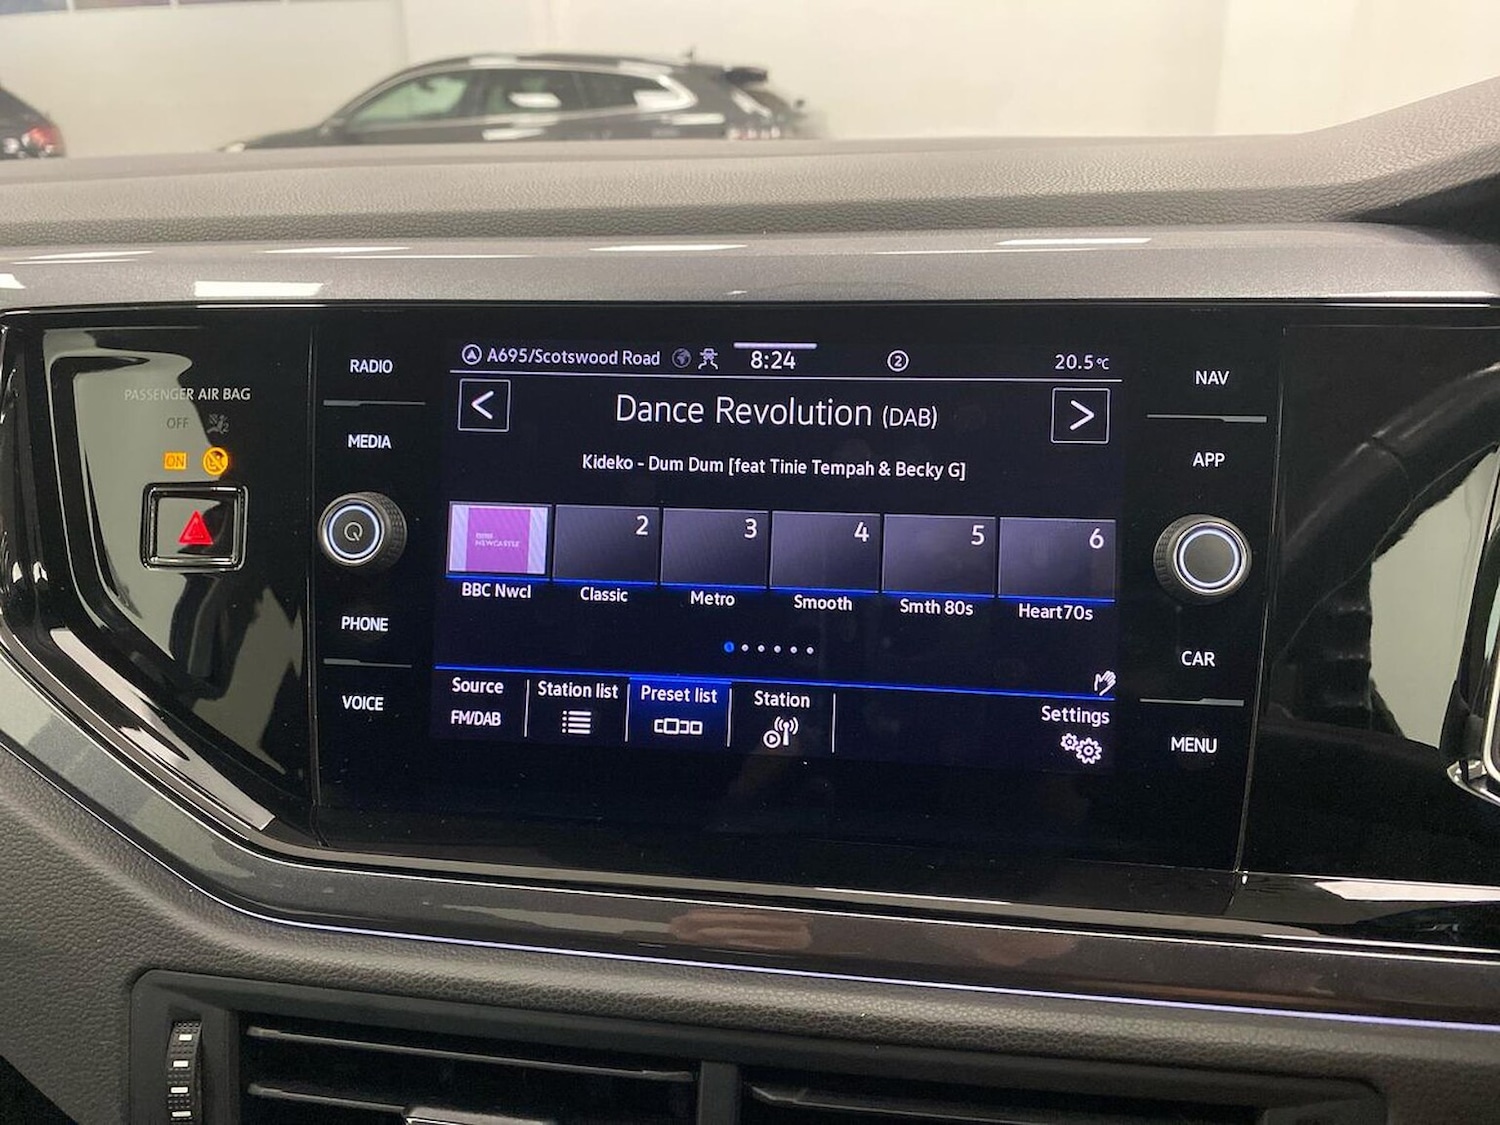 PASSENGER AIR BAG
OFF
ON
RADIO
MEDIA
PHONE
VOICE
A695/Scotswood Road 8:24 2 20.5°C
< Dance Revolution (DAB) >
Kideko - Dum Dum [feat Tinie Tempah & Becky G]
NEWCASTLE
2 3 4 5 6
BBC Nwcl Classic Metro Smooth Smth 80s Heart70s
Source Station list Preset list Station Settings
FM/DAB
NAV
APP
CAR
MENU